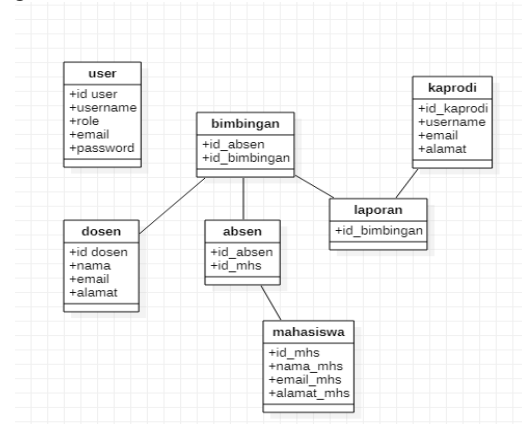 user
+id user
+username
+role
+email
+password
bimbingan
+id_absen
+id_bimbingan
kaprodi
+id_kaprodi
+username
+email
+alamat
dosen
+id dosen
+nama
+email
+alamat
absen
+id_absen
+id_mhs
laporan
+id_bimbingan
mahasiswa
+id_mhs
+nama_mhs
+email_mhs
+alamat_mhs